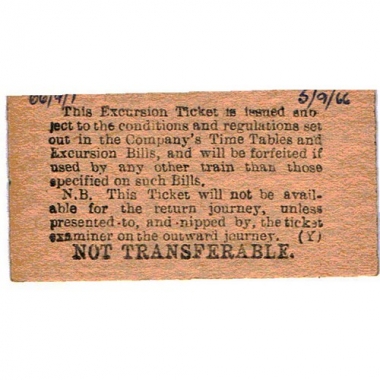 66/9/1 5/9/66
This Excursion Ticket is issued sub
ject to the conditions and regulations set
out in the Company's Time Tables and
Excursion Bills, and will be forfeited if
used by any other train than those
specified on such Bills.
N.B. This Ticket will not be avail-
able for the return journey, unless
presented to, and nipped by, the ticket
examiner on the outward journey. (Y)
NOT TRANSFERABLE.